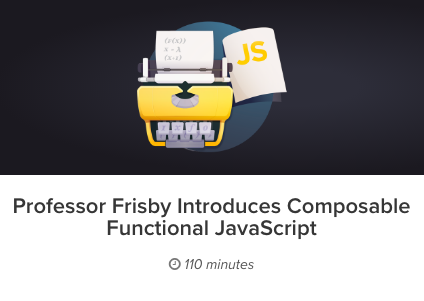 JS
Professor Frisby Introduces Composable
Functional JavaScript
110 minutes